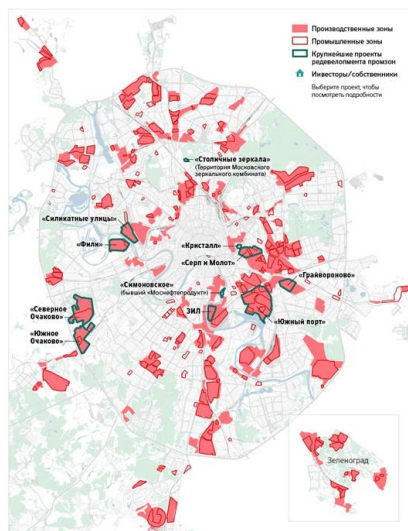 Производственные зоны
Промышленные зоны
Крупнейшие проекты
редевелопмента промзон
Инвесторы/собственники
Выберите проект, чтобы
посмотреть подробности
«Столичные зеркала»
(Территория Московского
зеркального комбината)
«Силикатные улицы»
«Фили»
«Кристалл»
«Серп и Молот»
«Грайвороново»
«Симоновское»
(бывший «Моснефтепродукт»)
«Северное
Очаково»
ЗИЛ
«Южный порт»
«Южное
Очаково»
Зеленоград